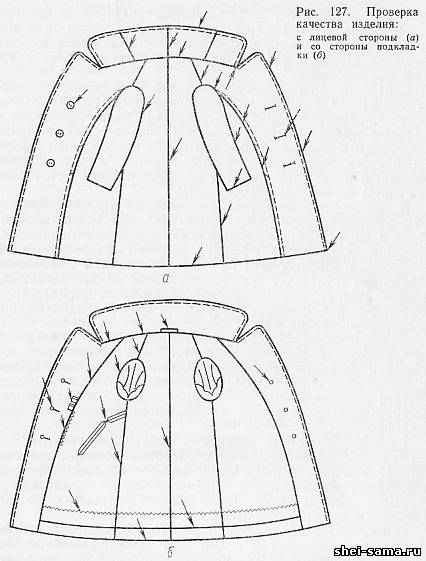 Рис. 127. Проверка
качества изделия:
с лицевой стороны (а)
и со стороны подклад-
ки (б)
а
б
shei-sama.ru